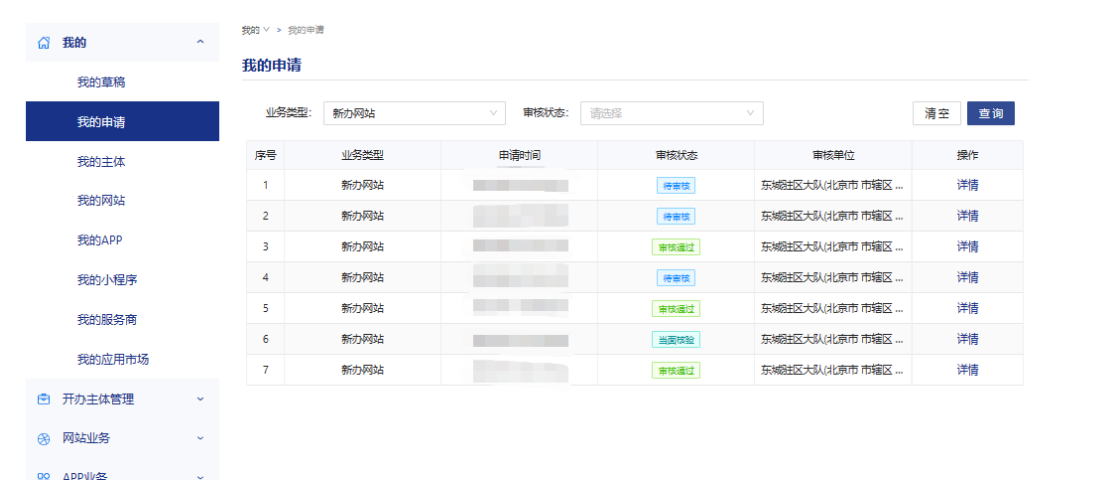 我的
我的草稿
我的申请
我的主体
我的网站
我的APP
我的小程序
我的服务商
我的应用市场
开办主体管理
网站业务
APP业务
我的 > 我的申请
我的申请
业务类型: 新办网站 审核状态: 请选择 清空 查询
序号 业务类型 申请时间 审核状态 审核单位 操作
1 新办网站 待审核 东城驻区大队(北京市 市辖区 ... 详情
2 新办网站 待审核 东城驻区大队(北京市 市辖区 ... 详情
3 新办网站 审核通过 东城驻区大队(北京市 市辖区 ... 详情
4 新办网站 待审核 东城驻区大队(北京市 市辖区 ... 详情
5 新办网站 审核通过 东城驻区大队(北京市 市辖区 ... 详情
6 新办网站 当面核验 东城驻区大队(北京市 市辖区 ... 详情
7 新办网站 审核通过 东城驻区大队(北京市 市辖区 ... 详情